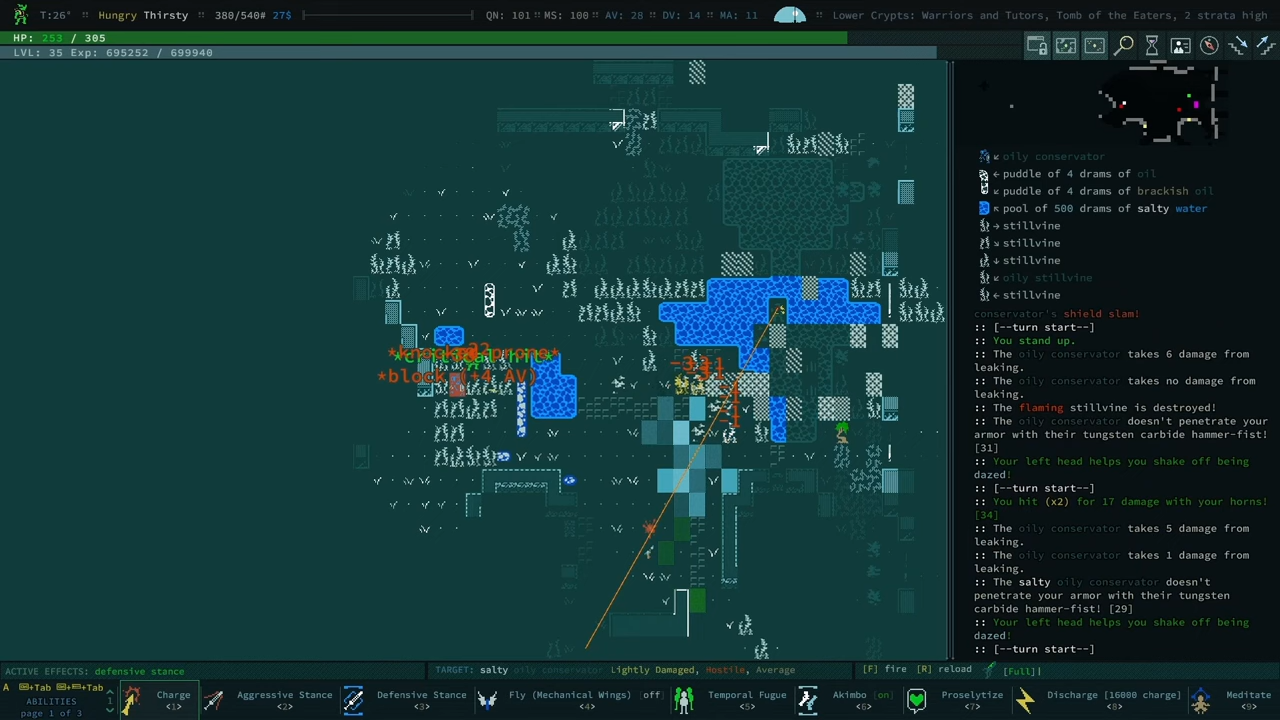 T:26° Hungry Thirsty :: 380/540# 27$ QN: 101 :: MS: 100 :: AV: 28 :: DV: 14 :: MA: 11 :: Lower Crypts: Warriors and Tutors, Tomb of the Eaters, 2 strata high
HP: 253 / 305
LVL: 35 Exp: 695252 / 699940
oily conservator
puddle of 4 drams of oil
puddle of 4 drams of brackish oil
pool of 500 drams of salty water
stillvine
stillvine
stillvine
oily stillvine
stillvine
conservator's shield slam!
:: [--turn start--]
:: You stand up.
:: The conservator takes 6 damage from
leaking.
:: The oily conservator takes no damage from
leaking.
:: The flaming stillvine is destroyed!
:: The oily conservator doesn't penetrate your
armor with their tungsten carbide hammer-fist!
[31]
:: Your left head helps you shake off being
dazed!
:: [--turn start--]
:: You hit (x2) for 17 damage with your horns!
[34]
:: The oily conservator takes 5 damage from
leaking.
:: The oily conservator takes 1 damage from
leaking.
:: The salty oily conservator doesn't
penetrate your armor with their tungsten
carbide hammer-fist! [29]
:: Your left head helps you shake off being
dazed!
:: [--turn start--]
*block (+4 AV)*
ACTIVE EFFECTS: defensive stance
TARGET: salty oily conservator Lightly Damaged, Hostile, Average
[F] fire [R] reload [Full]
A Tab Tab
ABILITIES 1
page 1 of 3
Charge <1>
Aggressive Stance <2>
Defensive Stance <3>
Fly (Mechanical Wings) [off] <4>
Temporal Fugue <5>
Akimbo [on] <6>
Proselytize <7>
Discharge [16000 charge] <8>
Meditate <9>